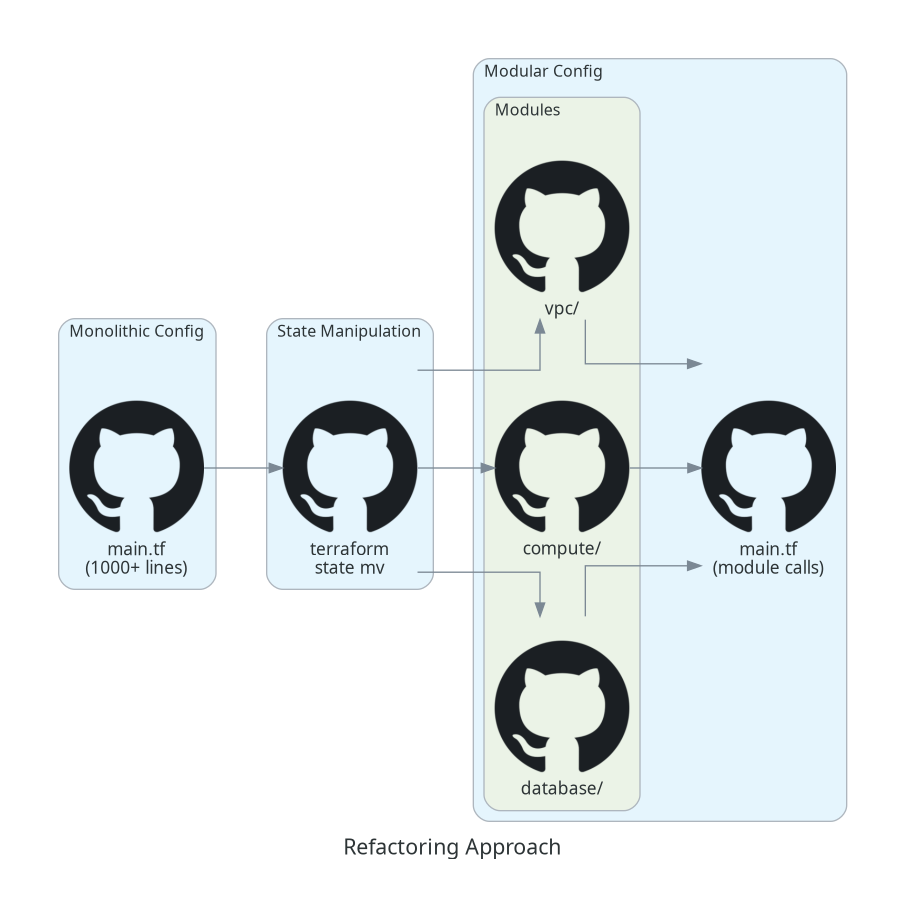 Modular Config
Modules
vpc/
Monolithic Config
main.tf
(1000+ lines)
State Manipulation
terraform
state mv
compute/
main.tf
(module calls)
database/
Refactoring Approach